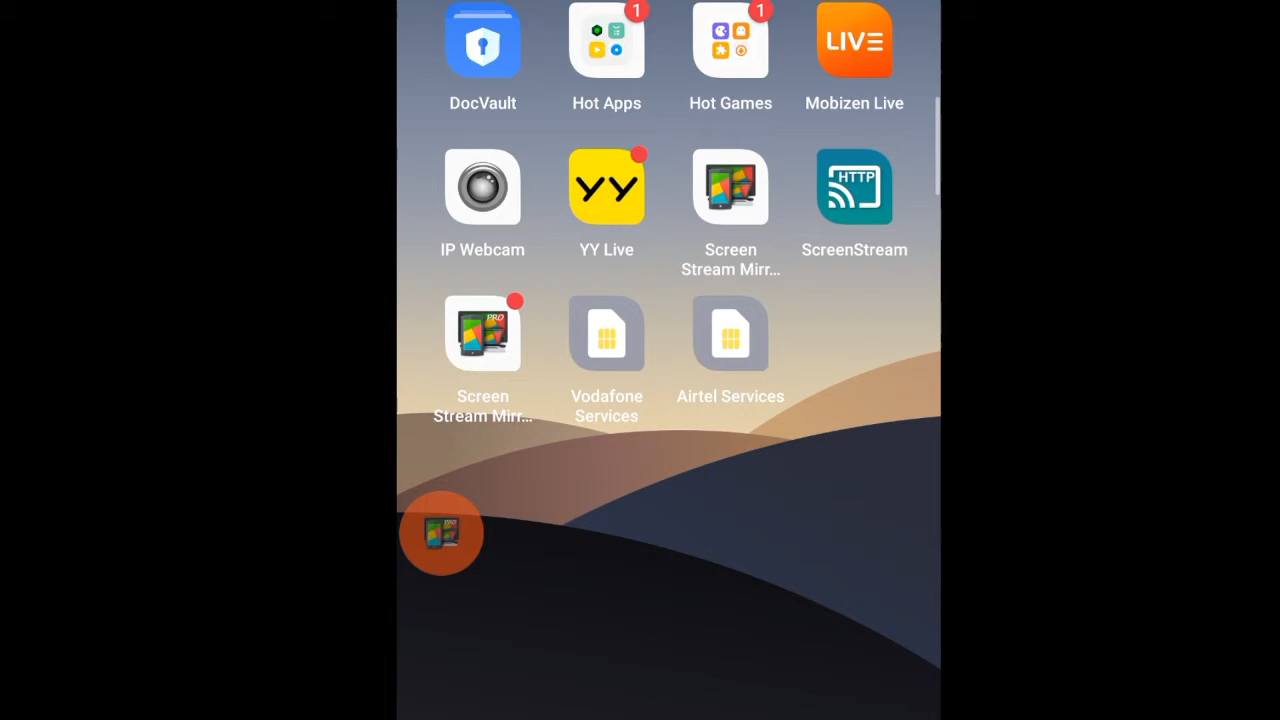 1
1
LIVE
DocVault
Hot Apps
Hot Games
Mobizen Live
YY
HTTP
IP Webcam
YY Live
Screen
Stream Mirr...
ScreenStream
PRO
Screen
Stream Mirr...
Vodafone
Services
Airtel Services
PRO